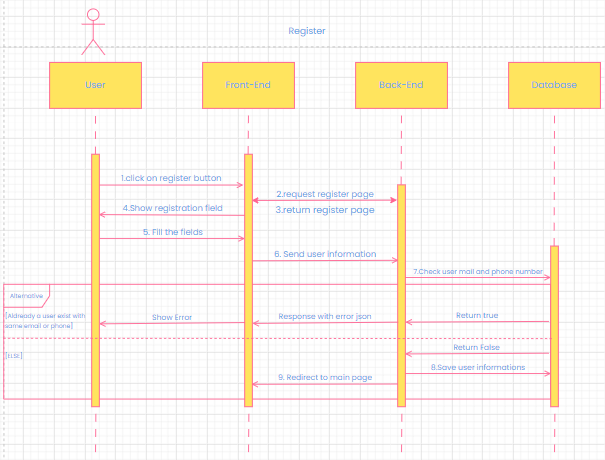 Register
User
Front-End
Back-End
Database
1.click on register button
2.request register page
3.return register page
4.Show registration field
5. Fill the fields
6. Send user information
7.Check user mail and phone number
Alternative
[Aldready a user exist with
same email or phone]
Show Error
Response with error json
Return true
Return False
[ELSE]
8.Save user informations
9. Redirect to main page